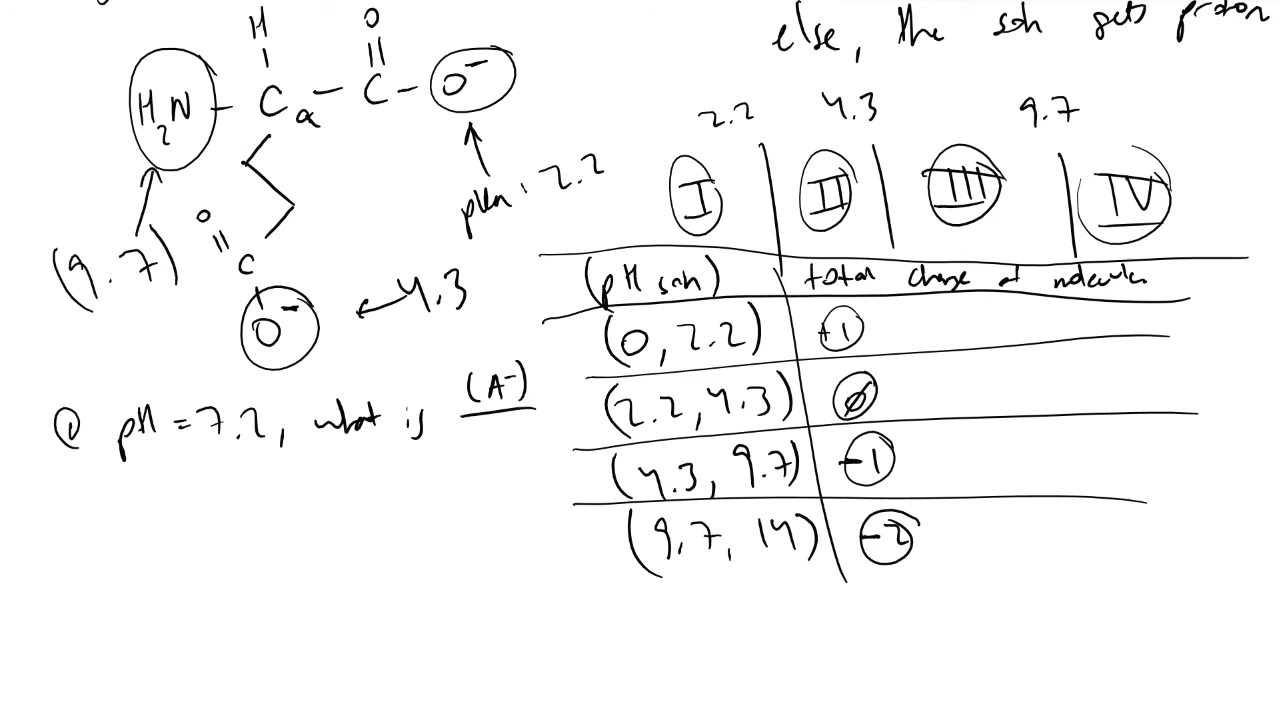 else, the soln gets proton
H O
H2N - Cα - C - O⁻
2.2 4.3 9.7
pKa: 2.2
I II III IV
(9.7)
O
C
O⁻ ← 4.3
(pH soln) total charge of molecule
(0, 2.2) +1
(2.2, 4.3) ∅
(4.3, 9.7) -1
(9.7, 14) -2
@ pH = 7.2, what is (A-)